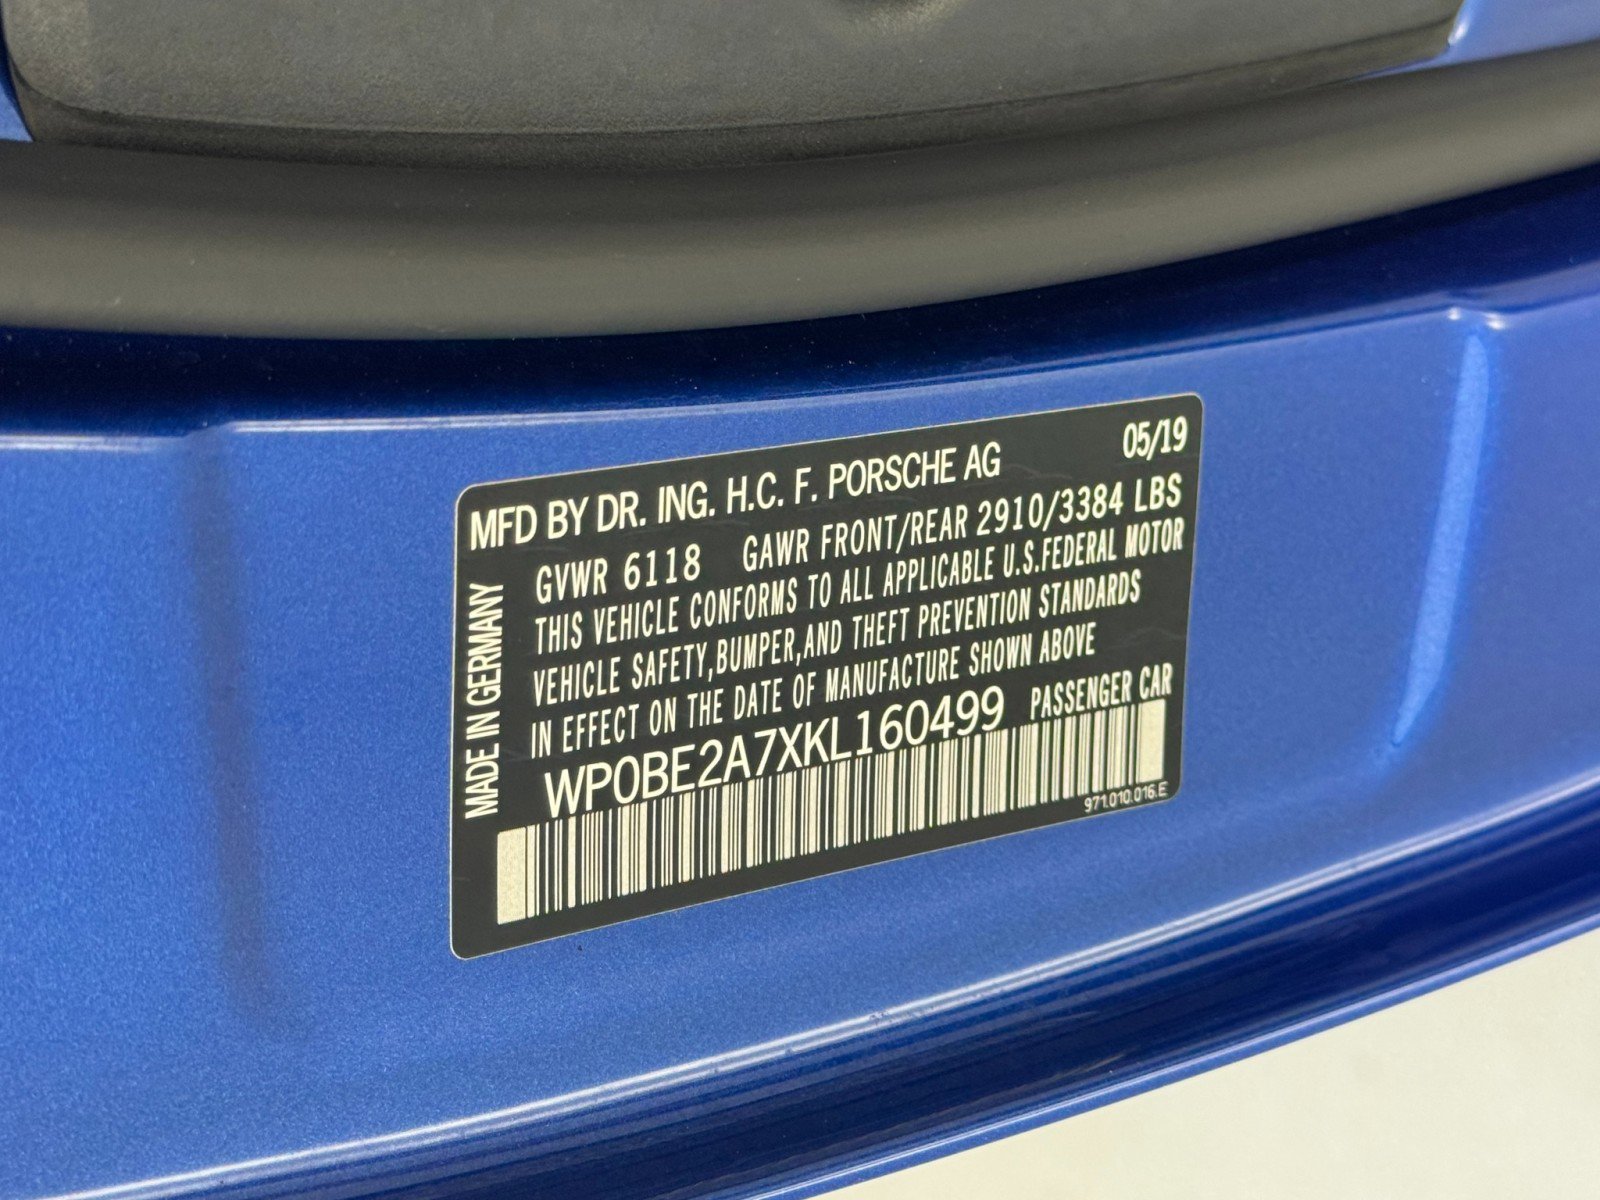 MFD BY DR. ING. H.C. F. PORSCHE AG 05/19
GVWR 6118 GAWR FRONT/REAR 2910/3384 LBS
THIS VEHICLE CONFORMS TO ALL APPLICABLE U.S.FEDERAL MOTOR
VEHICLE SAFETY,BUMPER,AND THEFT PREVENTION STANDARDS
IN EFFECT ON THE DATE OF MANUFACTURE SHOWN ABOVE
WP0BE2A7XKL160499 PASSENGER CAR
971.010.016.E
MADE IN GERMANY